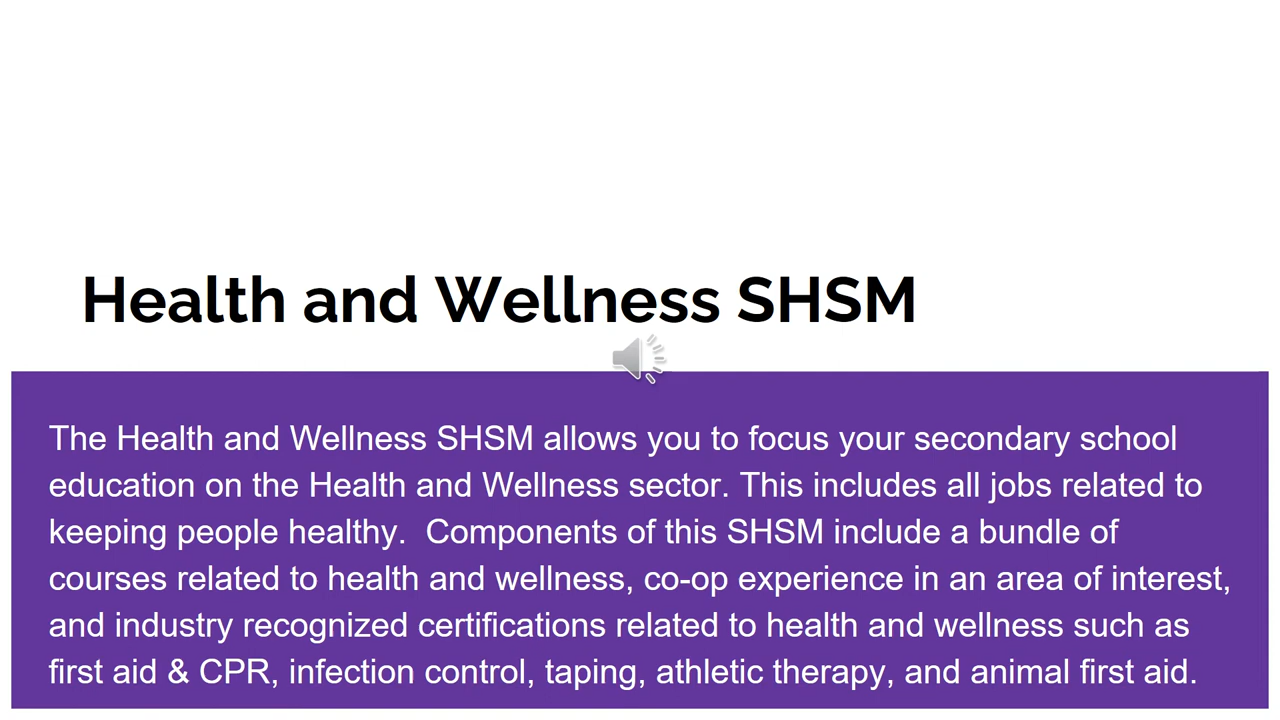 Health and Wellness SHSM
The Health and Wellness SHSM allows you to focus your secondary school
education on the Health and Wellness sector. This includes all jobs related to
keeping people healthy.  Components of this SHSM include a bundle of
courses related to health and wellness, co-op experience in an area of interest,
and industry recognized certifications related to health and wellness such as
first aid & CPR, infection control, taping, athletic therapy, and animal first aid.